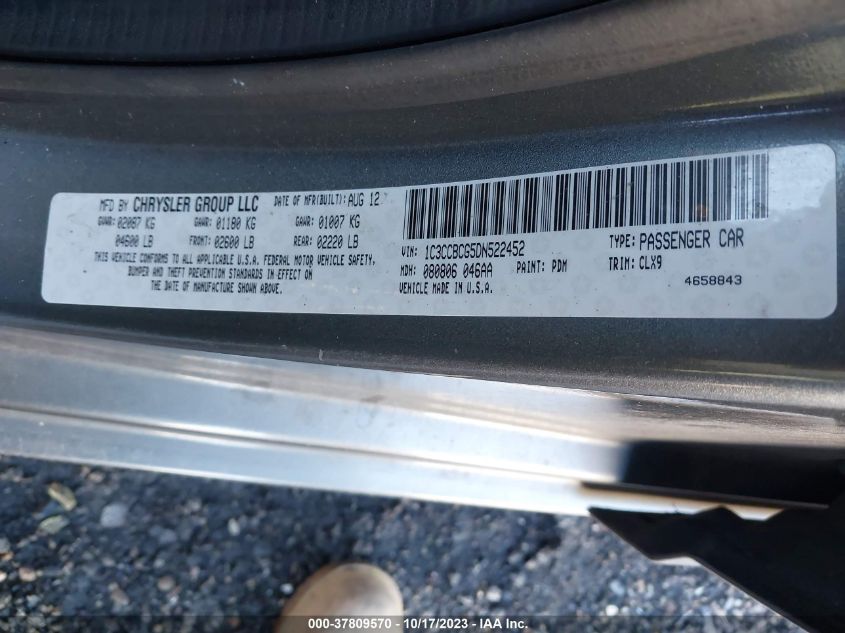 MFD BY CHRYSLER GROUP LLC DATE OF MFR(BUILT): AUG 12
GVWR: 02087 KG GAWR: 01180 KG GAWR: 01007 KG
04600 LB FRONT: 02600 LB REAR: 02220 LB
THIS VEHICLE CONFORMS TO ALL APPLICABLE U.S.A. FEDERAL MOTOR VEHICLE SAFETY,
BUMPER AND THEFT PREVENTION STANDARDS IN EFFECT ON
THE DATE OF MANUFACTURE SHOWN ABOVE.
VIN: 1C3CCBCG5DN522452 TYPE: PASSENGER CAR
MDH: 080806 046AA PAINT: PDM TRIM: CLX9
VEHICLE MADE IN U.S.A. 4658843
000-37809570 | 10/17/2023 | Copyright IAA, Inc.